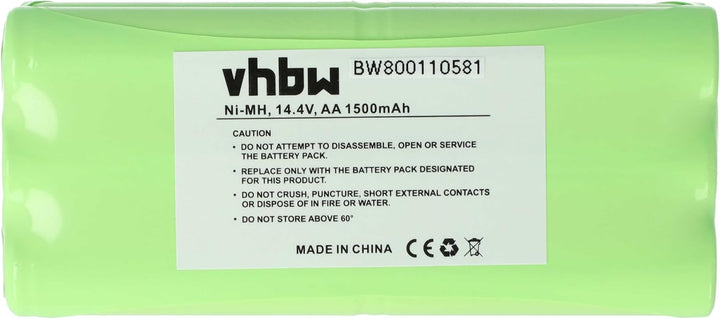 vhbw BW800110581
Ni-MH, 14.4V, AA 1500mAh
CAUTION
• DO NOT ATTEMPT TO DISASSEMBLE, OPEN OR SERVICE
THE BATTERY PACK.
• REPLACE ONLY WITH THE BATTERY PACK DESIGNATED
FOR THIS PRODUCT.
• DO NOT CRUSH, PUNCTURE, SHORT EXTERNAL CONTACTS
OR DISPOSE OF IN FIRE OR WATER.
• DO NOT STORE ABOVE 60°
MADE IN CHINA CE